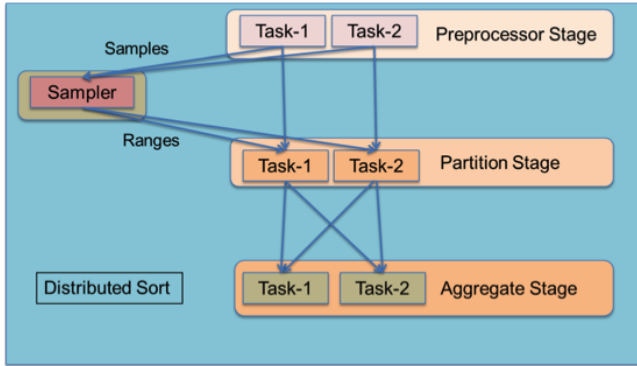 Task-1 Task-2 Preprocessor Stage
Samples
Sampler
Ranges
Task-1 Task-2 Partition Stage
Distributed Sort
Task-1 Task-2 Aggregate Stage